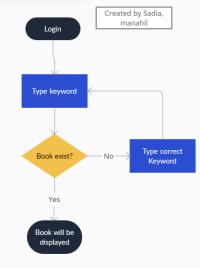 Created by Sadia,
manahil
Login
Type keyword
Book exist?
No
Type correct
Keyword
Yes
Book will be
displayed